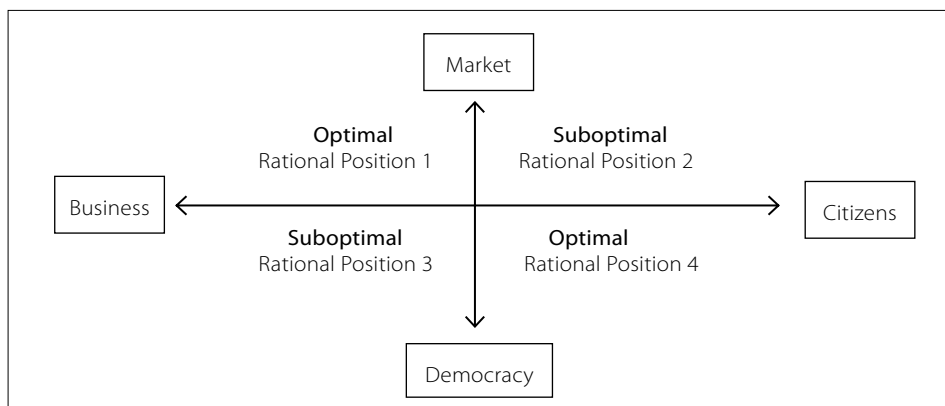 Market
Optimal
Rational Position 1
Suboptimal
Rational Position 2
Business
Citizens
Suboptimal
Rational Position 3
Optimal
Rational Position 4
Democracy